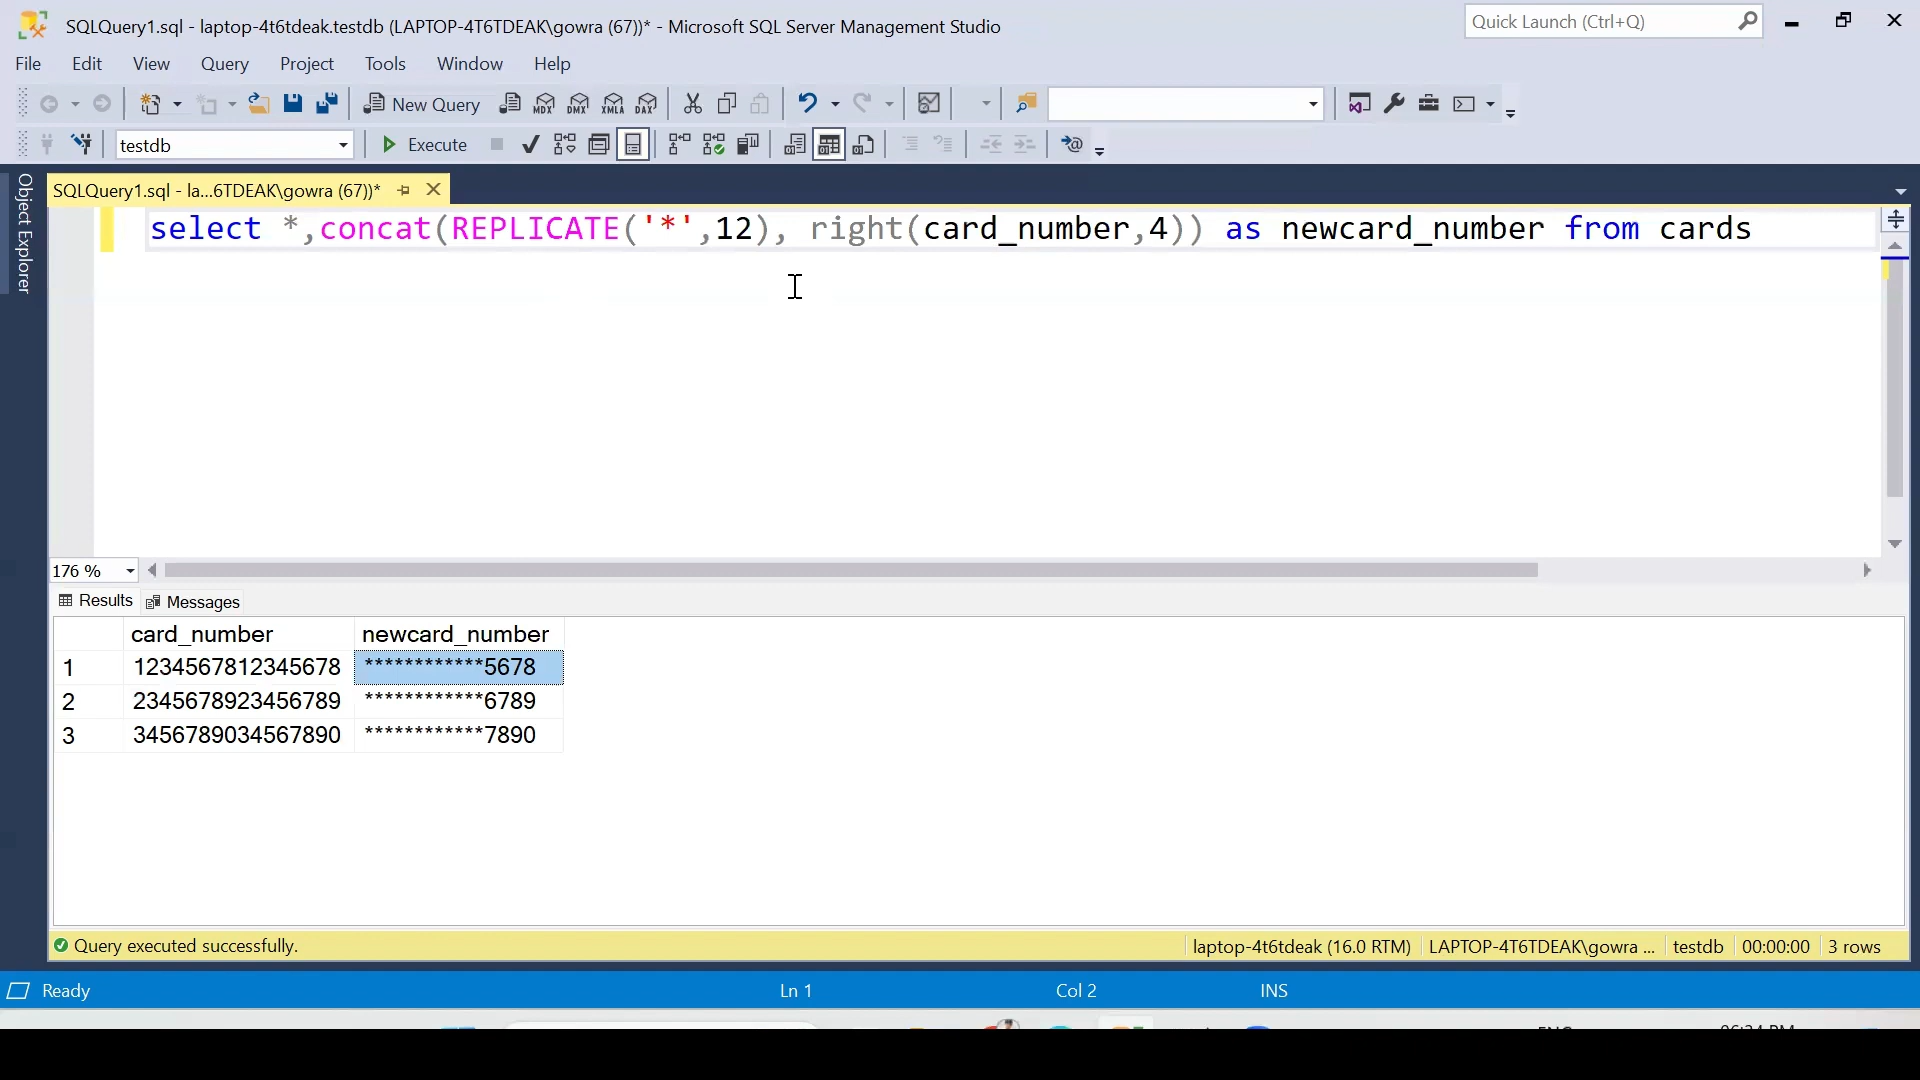 SQLQuery1.sql - laptop-4t6tdeak.testdb (LAPTOP-4T6TDEAK\gowra (67))* - Microsoft SQL Server Management Studio
Quick Launch (Ctrl+Q)
File Edit View Query Project Tools Window Help
New Query MDX DMX XMLA DAX
testdb Execute
Object Explorer
SQLQuery1.sql - la...6TDEAK\gowra (67))*
select *,concat(REPLICATE('*',12), right(card_number,4)) as newcard_number from cards
176 %
Results Messages
card_number newcard_number
1 1234567812345678 ************5678
2 2345678923456789 ************6789
3 3456789034567890 ************7890
Query executed successfully. laptop-4t6tdeak (16.0 RTM) LAPTOP-4T6TDEAK\gowra ... testdb 00:00:00 3 rows
Ready Ln 1 Col 2 INS